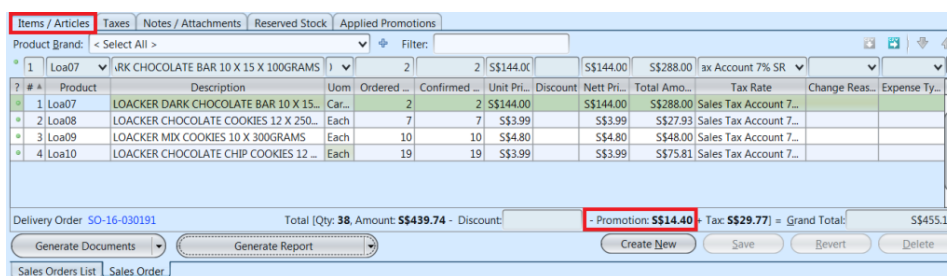 Items / Articles Taxes Notes / Attachments Reserved Stock Applied Promotions
Product Brand: < Select All > Filter:
1 Loa07 ARK CHOCOLATE BAR 10 X 15 X 100GRAMS ) 2 2 S$144.00 S$144.00 S$288.00 ax Account 7% SR
? # Product Description Uom Ordered ... Confirmed ... Unit Pri... Discount Nett Pri... Total Amo... Tax Rate Change Reas... Expense Ty...
1 Loa07 LOACKER DARK CHOCOLATE BAR 10 X 15... Car... 2 2 S$144.00 S$144.00 S$288.00 Sales Tax Account 7...
2 Loa08 LOACKER CHOCOLATE COOKIES 12 X 250... Each 7 7 S$3.99 S$3.99 S$27.93 Sales Tax Account 7...
3 Loa09 LOACKER MIX COOKIES 10 X 300GRAMS Each 10 10 S$4.80 S$4.80 S$48.00 Sales Tax Account 7...
4 Loa10 LOACKER CHOCOLATE CHIP COOKIES 12 ... Each 19 19 S$3.99 S$3.99 S$75.81 Sales Tax Account 7...
Delivery Order SO-16-030191 Total [Qty: 38, Amount: S$439.74 - Discount: - Promotion: S$14.40 + Tax: S$29.77] = Grand Total: S$455.1
Generate Documents Generate Report Create New Save Revert Delete
Sales Orders List Sales Order